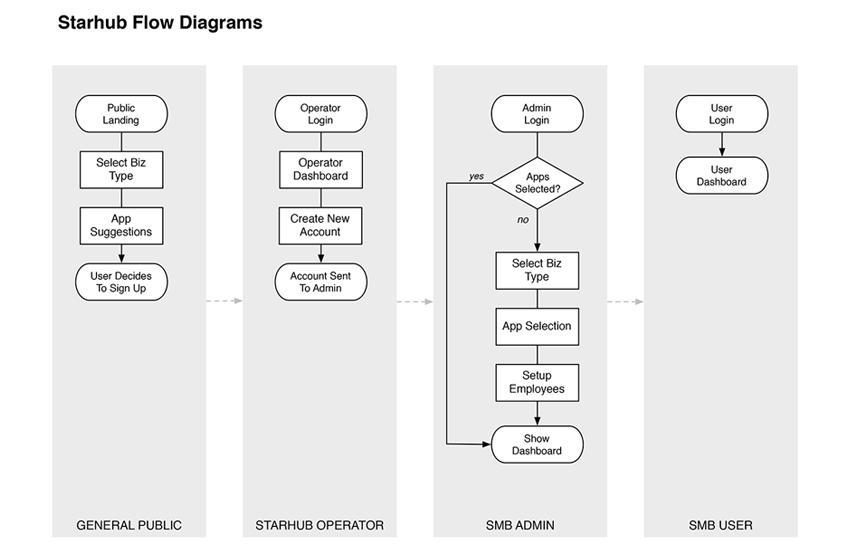 Starhub Flow Diagrams
Public
Landing
Select Biz
Type
App
Suggestions
User Decides
To Sign Up
GENERAL PUBLIC
Operator
Login
Operator
Dashboard
Create New
Account
Account Sent
To Admin
STARHUB OPERATOR
Admin
Login
Apps
Selected?
yes
no
Select Biz
Type
App Selection
Setup
Employees
Show
Dashboard
SMB ADMIN
User
Login
User
Dashboard
SMB USER